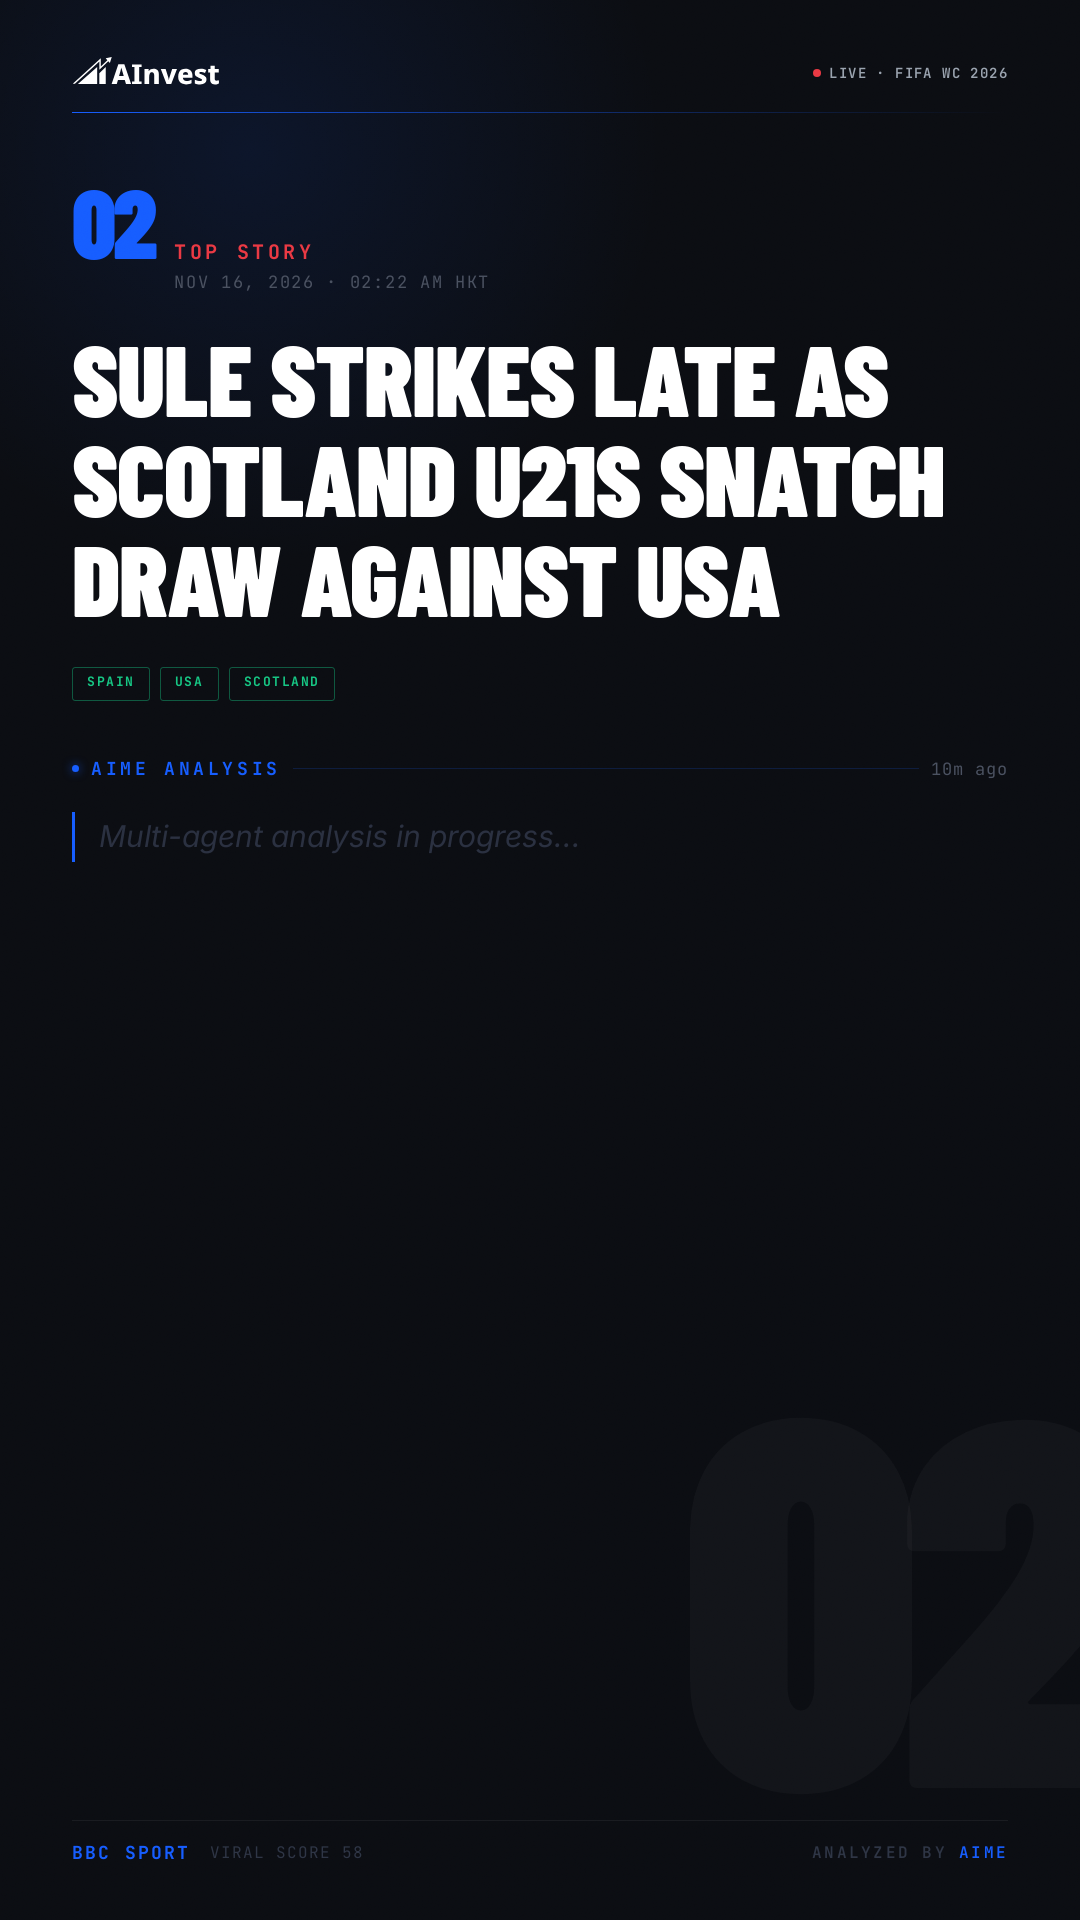 AInvest
LIVE · FIFA WC 2026
02
TOP STORY
NOV 16, 2026 · 02:22 AM HKT
SULE STRIKES LATE AS
SCOTLAND U21S SNATCH
DRAW AGAINST USA
SPAIN USA SCOTLAND
AIME ANALYSIS 10m ago
Multi-agent analysis in progress...
02
BBC SPORT VIRAL SCORE 58 ANALYZED BY AIME